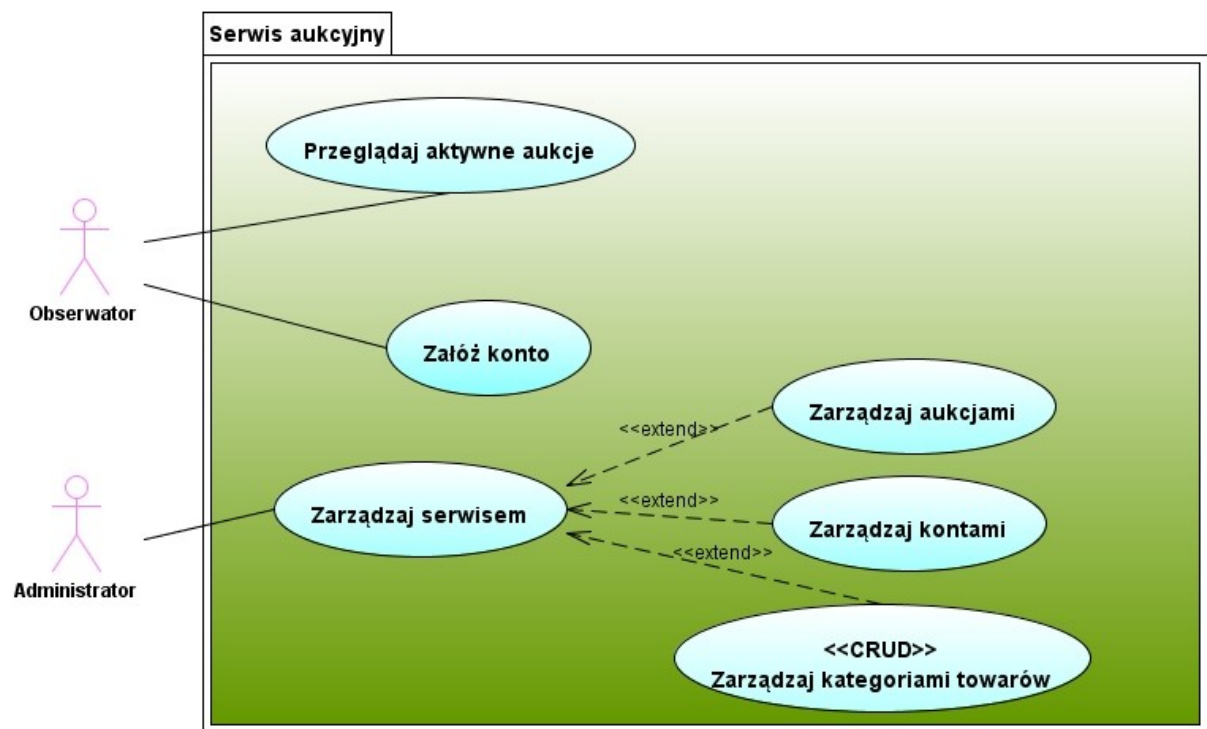 Serwis aukcyjny
Przeglądaj aktywne aukcje
Obserwator
Załóż konto
Zarządzaj aukcjami
<<extend>>
Zarządzaj serwisem
<<extend>>
Zarządzaj kontami
<<extend>>
Administrator
<<CRUD>>
Zarządzaj kategoriami towarów